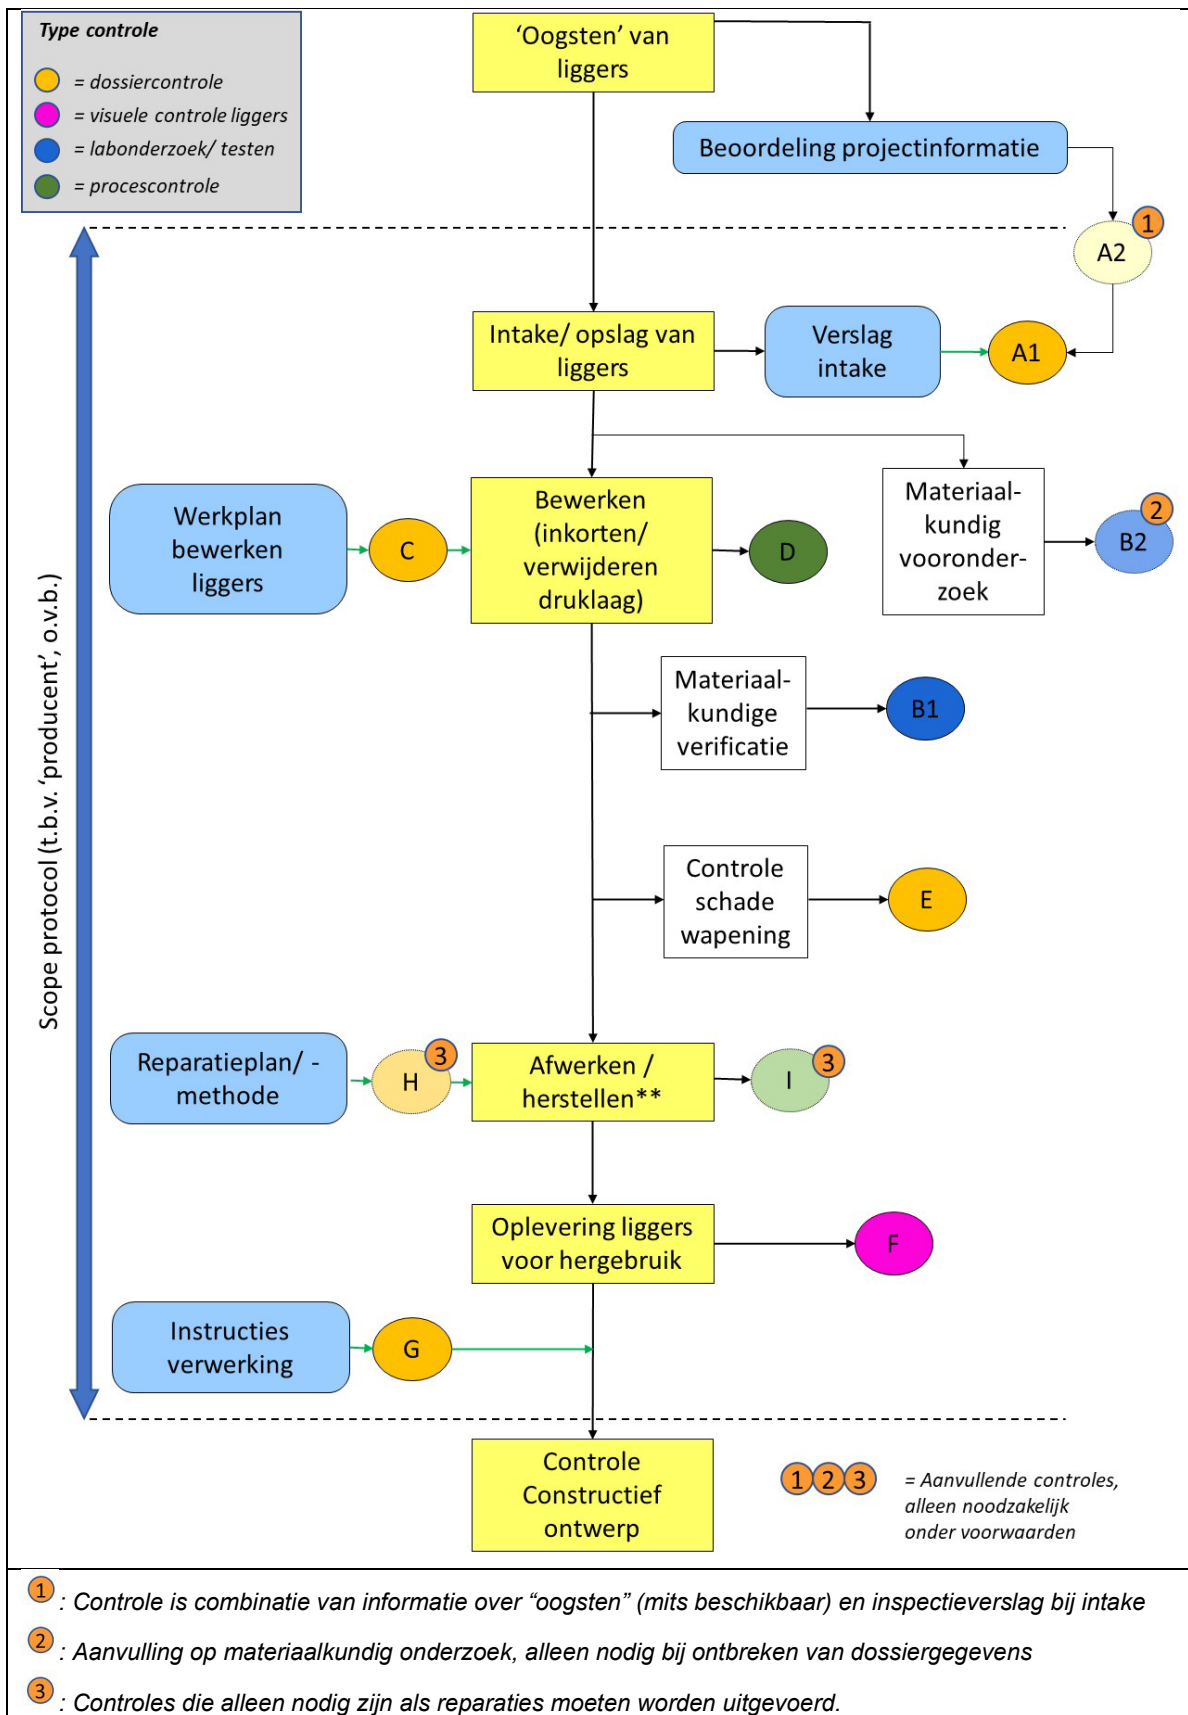 Type controle
= dossiercontrole
= visuele controle liggers
= labonderzoek/ testen
= procescontrole
‘Oogsten’ van
liggers
Beoordeling projectinformatie
1
A2
Intake/ opslag van
liggers
Verslag
intake
A1
Werkplan
bewerken
liggers
C
Bewerken
(inkorten/
verwijderen
druklaag)
D
Materiaal-
kundig
vooronder-
zoek
2
B2
Materiaal-
kundige
verificatie
B1
Controle
schade
wapening
E
Scope protocol (t.b.v. ‘producent’, o.v.b.)
Reparatieplan/ -
methode
H
3
Afwerken /
herstellen**
I
3
Oplevering liggers
voor hergebruik
F
Instructies
verwerking
G
Controle
Constructief
ontwerp
1 2 3
= Aanvullende controles,
alleen noodzakelijk
onder voorwaarden
1 : Controle is combinatie van informatie over “oogsten” (mits beschikbaar) en inspectieverslag bij intake
2 : Aanvulling op materiaalkundig onderzoek, alleen nodig bij ontbreken van dossiergegevens
3 : Controles die alleen nodig zijn als reparaties moeten worden uitgevoerd.